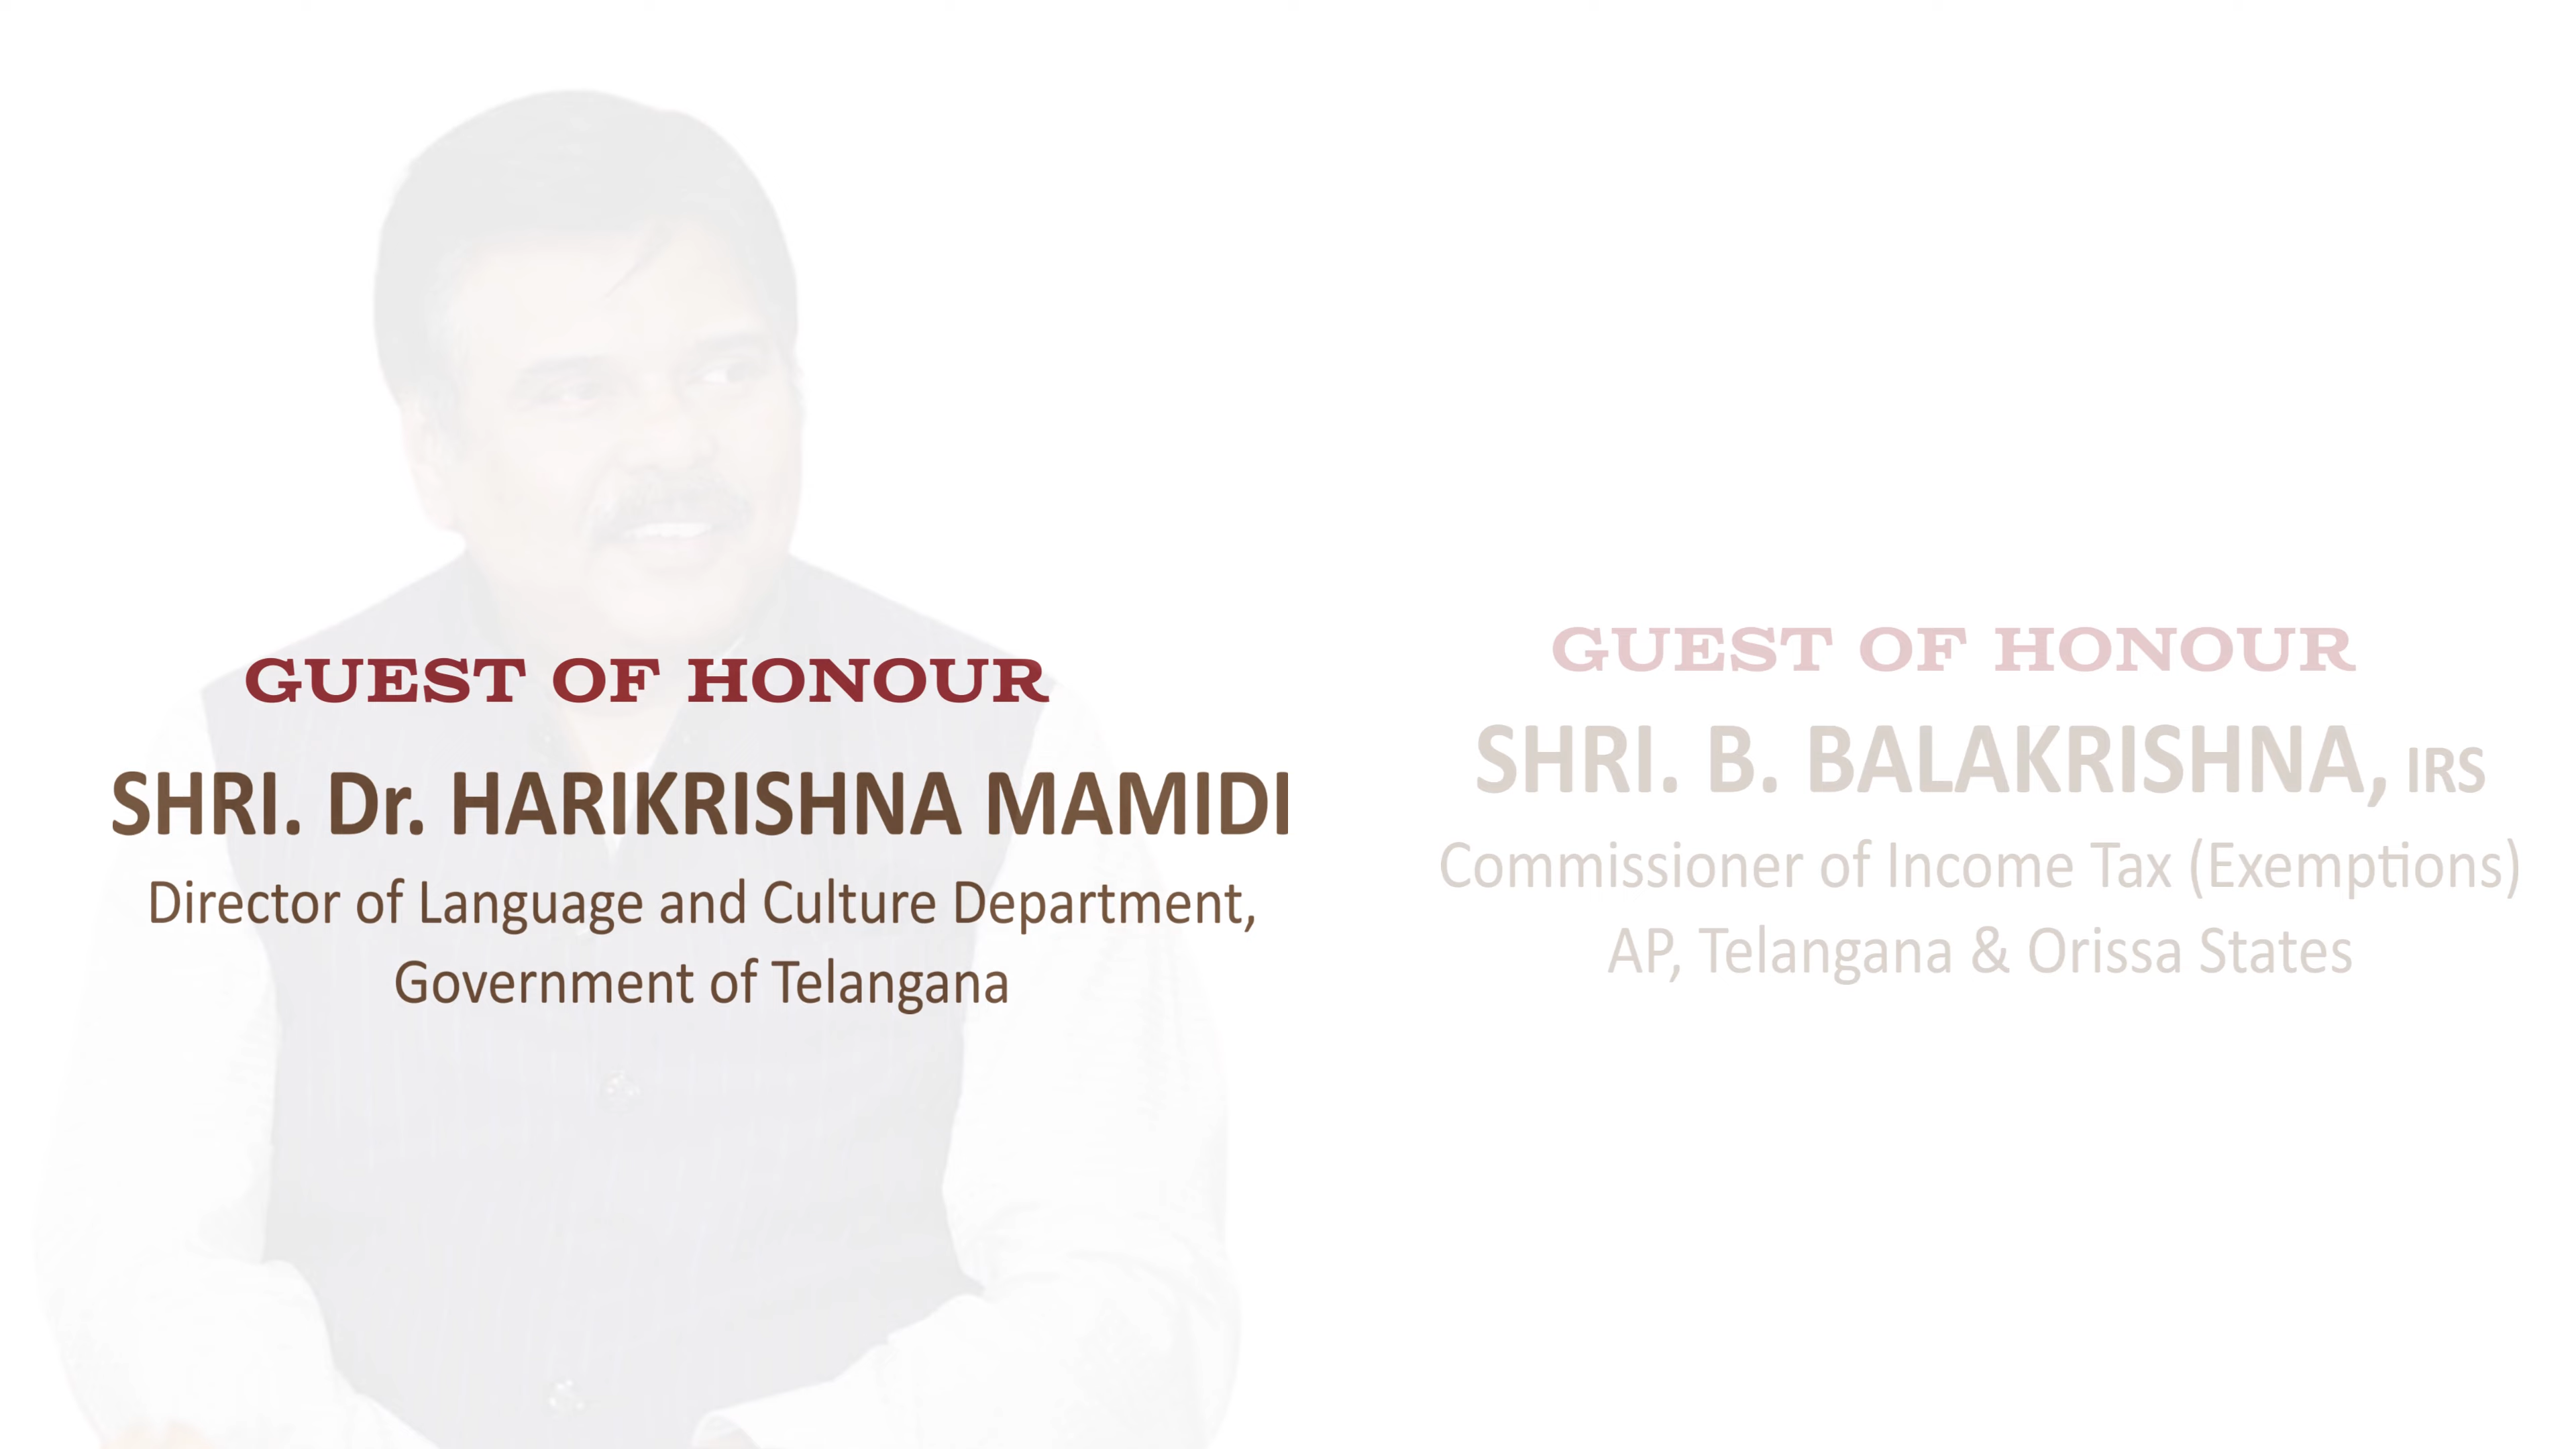 GUEST OF HONOUR
SHRI. Dr. HARIKRISHNA MAMIDI
Director of Language and Culture Department,
Government of Telangana
GUEST OF HONOUR
SHRI. B. BALAKRISHNA, IRS
Commissioner of Income Tax (Exemptions)
AP, Telangana & Orissa States